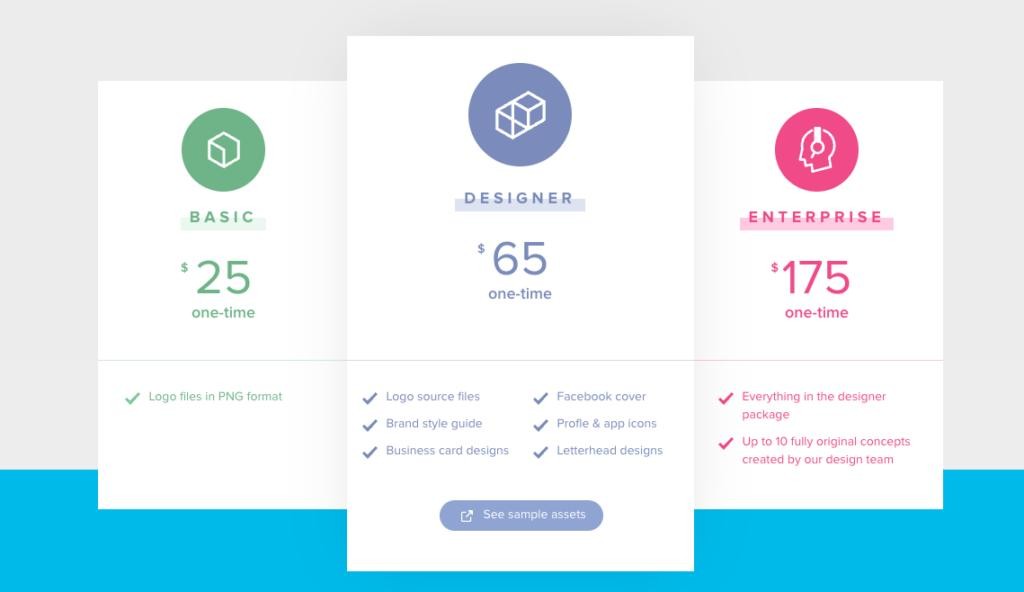 BASIC
$ 25
one-time
Logo files in PNG format
DESIGNER
$ 65
one-time
Logo source files
Brand style guide
Business card designs
Facebook cover
Profle & app icons
Letterhead designs
See sample assets
ENTERPRISE
$ 175
one-time
Everything in the designer
package
Up to 10 fully original concepts
created by our design team